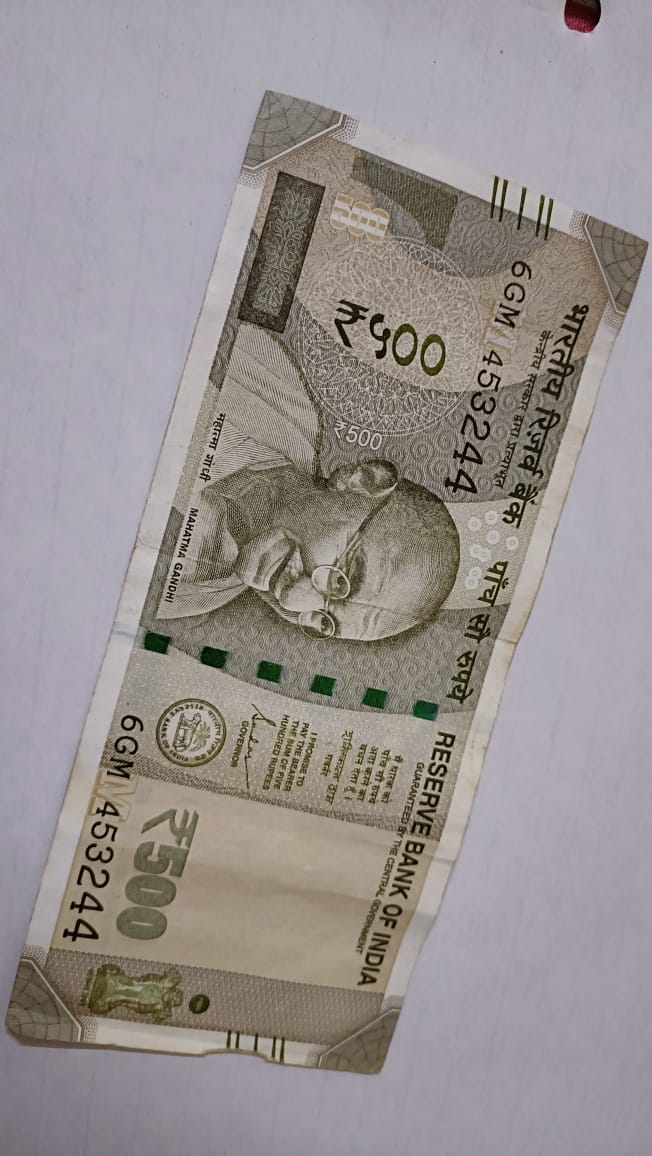 भारतीय रिज़र्व बैंक
केन्द्रीय सरकार द्वारा प्रत्याभूत
पाँच सौ रुपये
RESERVE BANK OF INDIA
GUARANTEED BY THE CENTRAL GOVERNMENT
6GM 453244
₹५००
₹500
महात्मा गांधी
MAHATMA GANDHI
मैं धारक को
पाँच सौ रुपये
अदा करने का
वचन देता हूँ ।
I PROMISE TO
PAY THE BEARER
THE SUM OF FIVE
HUNDRED RUPEES
GOVERNOR
₹500
6GM 453244